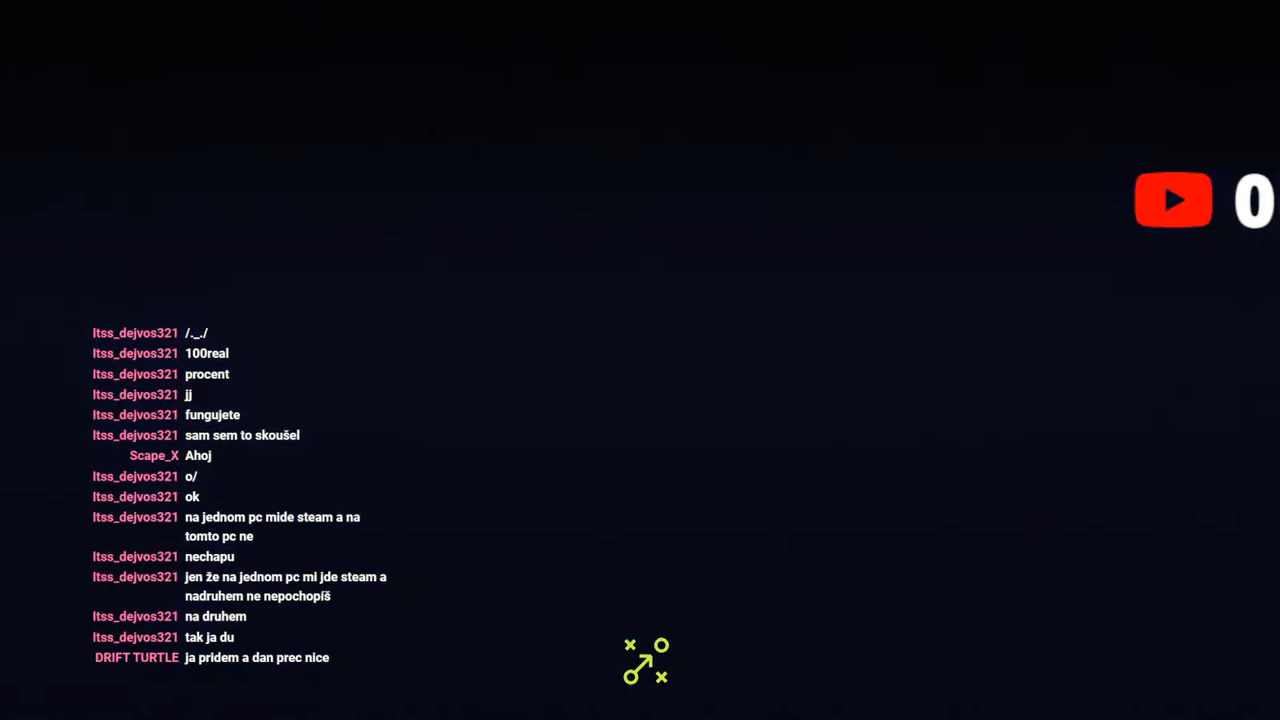 0
Itss_dejvos321 /._./
Itss_dejvos321 100real
Itss_dejvos321 procent
Itss_dejvos321 jj
Itss_dejvos321 fungujete
Itss_dejvos321 sam sem to skoušel
Scape_X Ahoj
Itss_dejvos321 o/
Itss_dejvos321 ok
Itss_dejvos321 na jednom pc mide steam a na
tomto pc ne
Itss_dejvos321 nechapu
Itss_dejvos321 jen že na jednom pc mi jde steam a
nadruhem ne nepochopíš
Itss_dejvos321 na druhem
Itss_dejvos321 tak ja du
DRIFT TURTLE ja pridem a dan prec nice